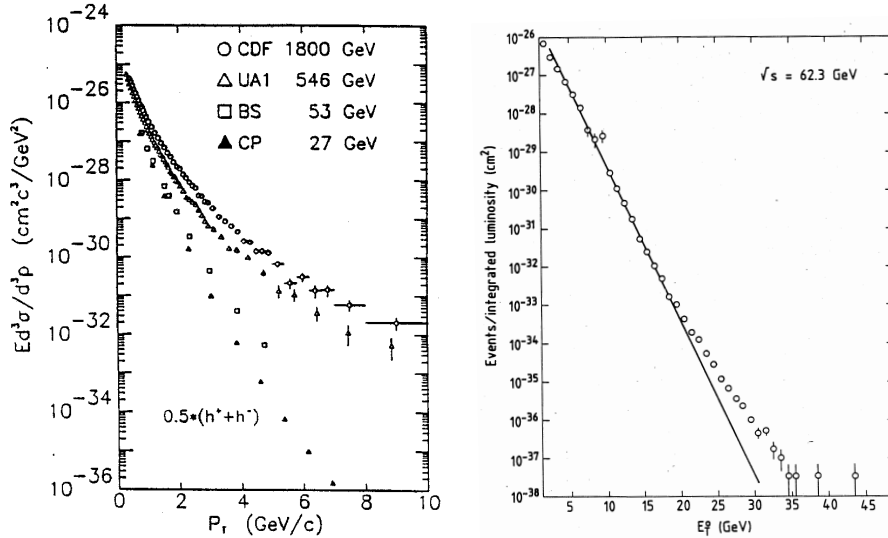 10⁻²⁴
10⁻²⁶
10⁻²⁸
10⁻³⁰
10⁻³²
10⁻³⁴
10⁻³⁶
Ed³σ/d³p (cm²c³/GeV²)
○ CDF 1800 GeV
△ UA1 546 GeV
□ BS 53 GeV
▲ CP 27 GeV
0.5*(h⁺+h⁻)
0 2 4 6 8 10
P_T (GeV/c)
10⁻²⁶
10⁻²⁷
10⁻²⁸
10⁻²⁹
10⁻³⁰
10⁻³¹
10⁻³²
10⁻³³
10⁻³⁴
10⁻³⁵
10⁻³⁶
10⁻³⁷
10⁻³⁸
Events/integrated luminosity (cm²)
√s = 62.3 GeV
5 10 15 20 25 30 35 40 45
E⁰_T (GeV)